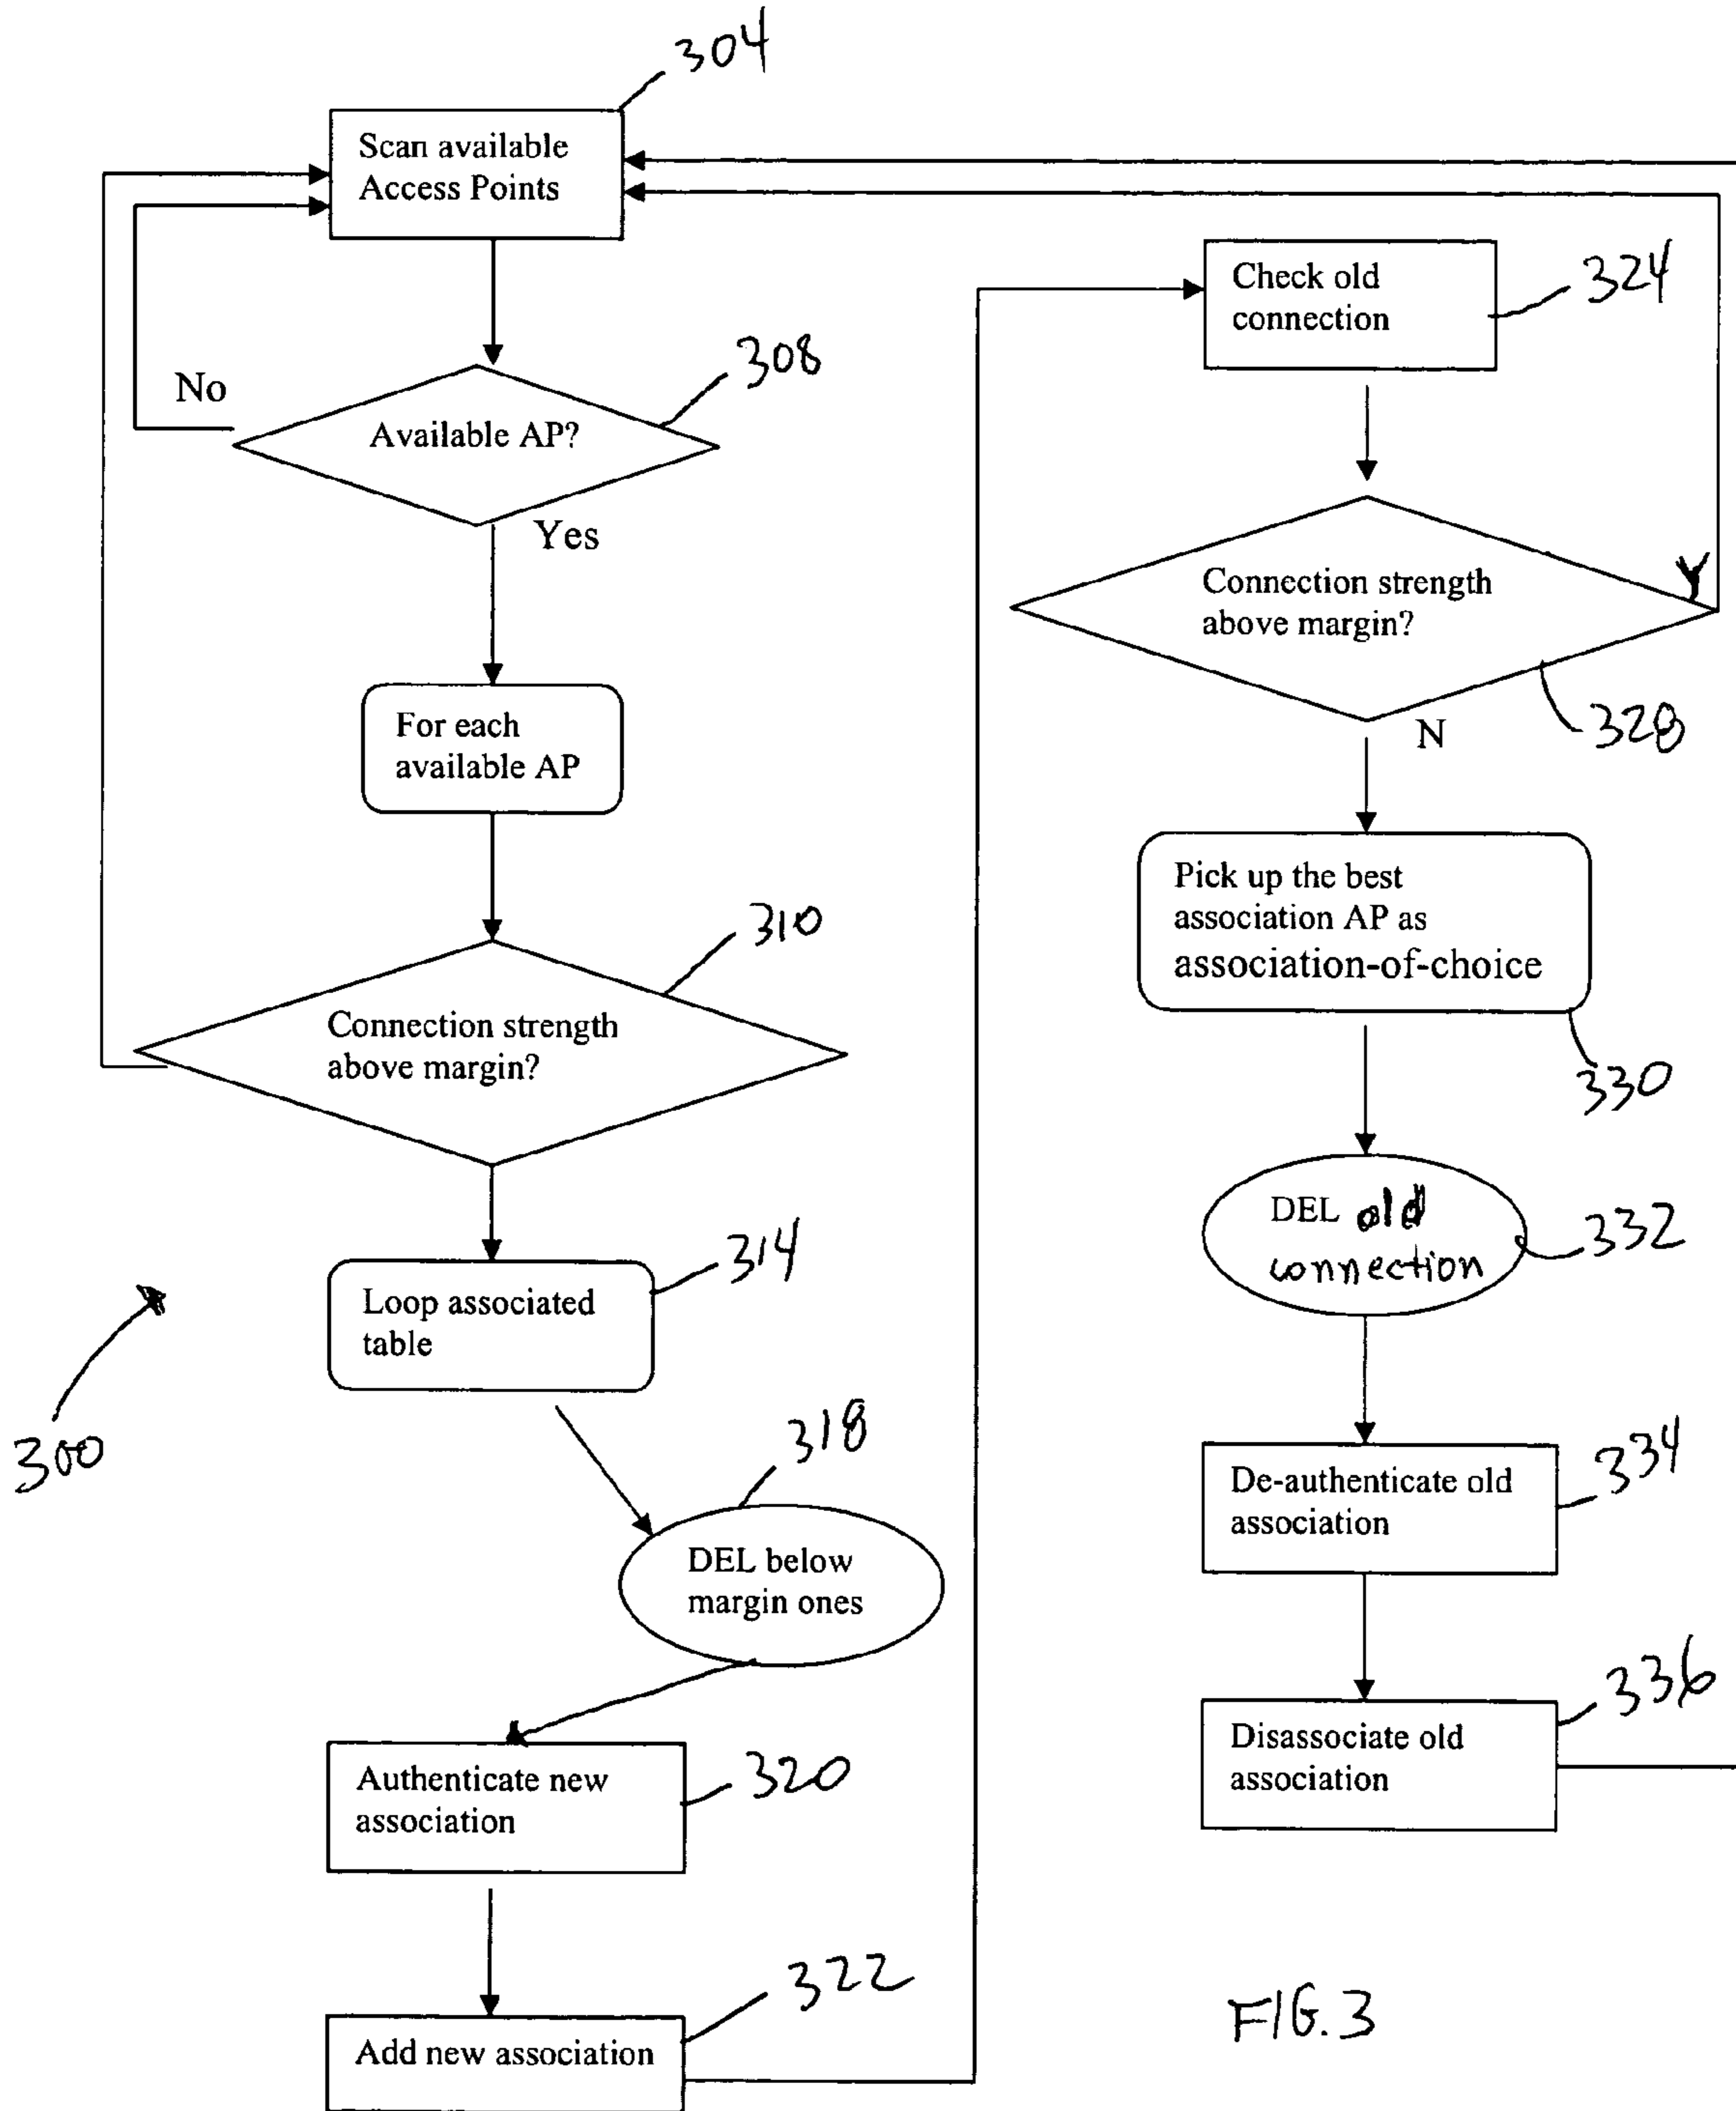 304
Scan available
Access Points
308
No
Available AP?
Yes
For each
available AP
310
Connection strength
above margin?
314
Loop associated
table
300
318
DEL below
margin ones
Authenticate new
association
320
322
Add new association
Check old
connection
324
Y
Connection strength
above margin?
328
N
Pick up the best
association AP as
association-of-choice
330
DEL old
connection
332
334
De-authenticate old
association
336
Disassociate old
association
FIG. 3